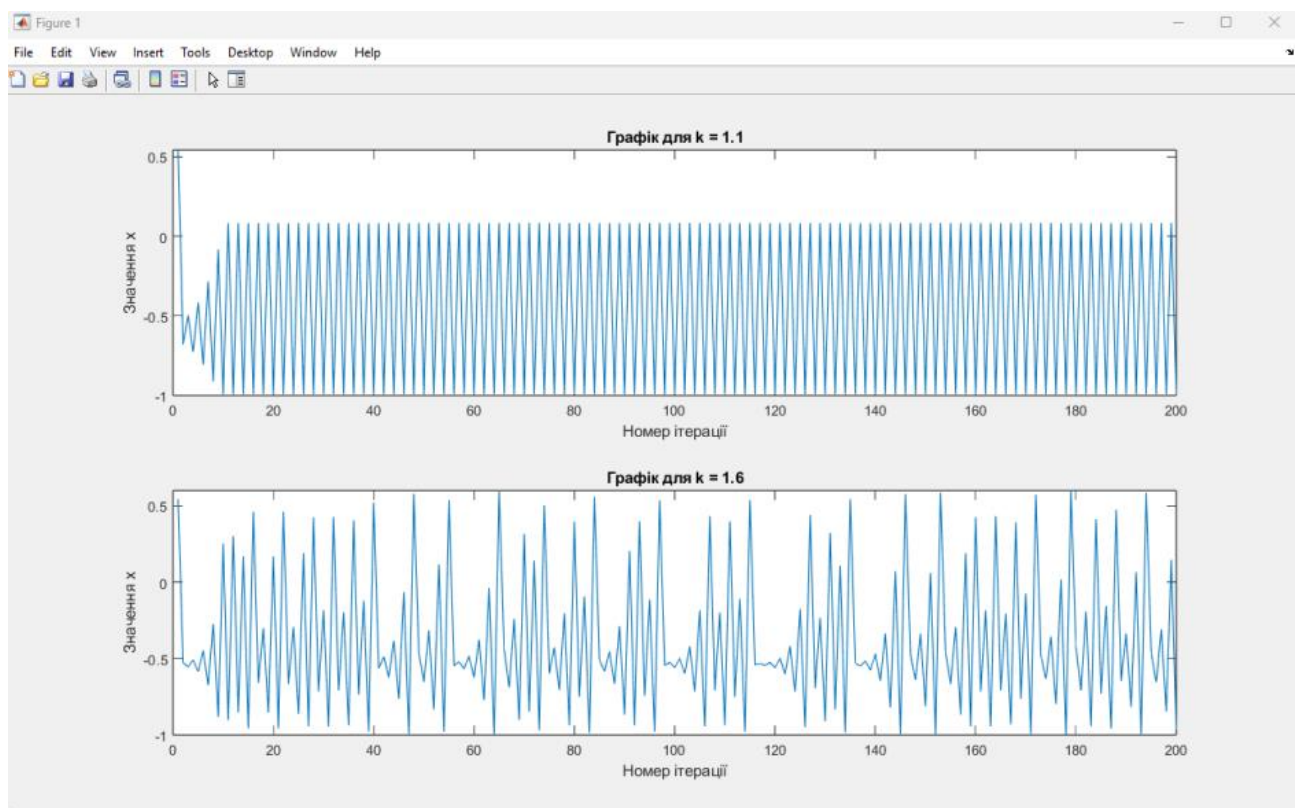 Figure 1
File Edit View Insert Tools Desktop Window Help
Графік для k = 1.1
0.5
0
-0.5
-1
Значення x
0 20 40 60 80 100 120 140 160 180 200
Номер ітерації
Графік для k = 1.6
0.5
0
-0.5
-1
Значення x
0 20 40 60 80 100 120 140 160 180 200
Номер ітерації